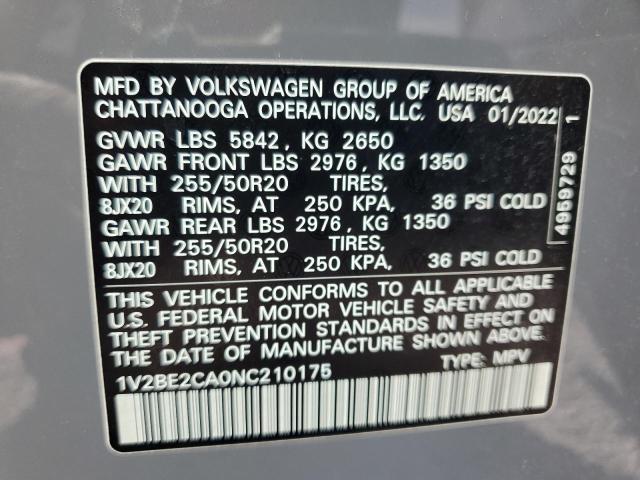 MFD BY VOLKSWAGEN GROUP OF AMERICA
CHATTANOOGA OPERATIONS, LLC. USA 01/2022
GVWR LBS 5842, KG 2650
GAWR FRONT LBS 2976, KG 1350
WITH 255/50R20 TIRES,
8JX20 RIMS, AT 250 KPA, 36 PSI COLD
GAWR REAR LBS 2976, KG 1350
WITH 255/50R20 TIRES,
8JX20 RIMS, AT 250 KPA, 36 PSI COLD
THIS VEHICLE CONFORMS TO ALL APPLICABLE
U.S. FEDERAL MOTOR VEHICLE SAFETY AND
THEFT PREVENTION STANDARDS IN EFFECT ON
THE DATE OF MANUFACTURE SHOWN ABOVE.
1V2BE2CA0NC210175 TYPE: MPV
4959729 1